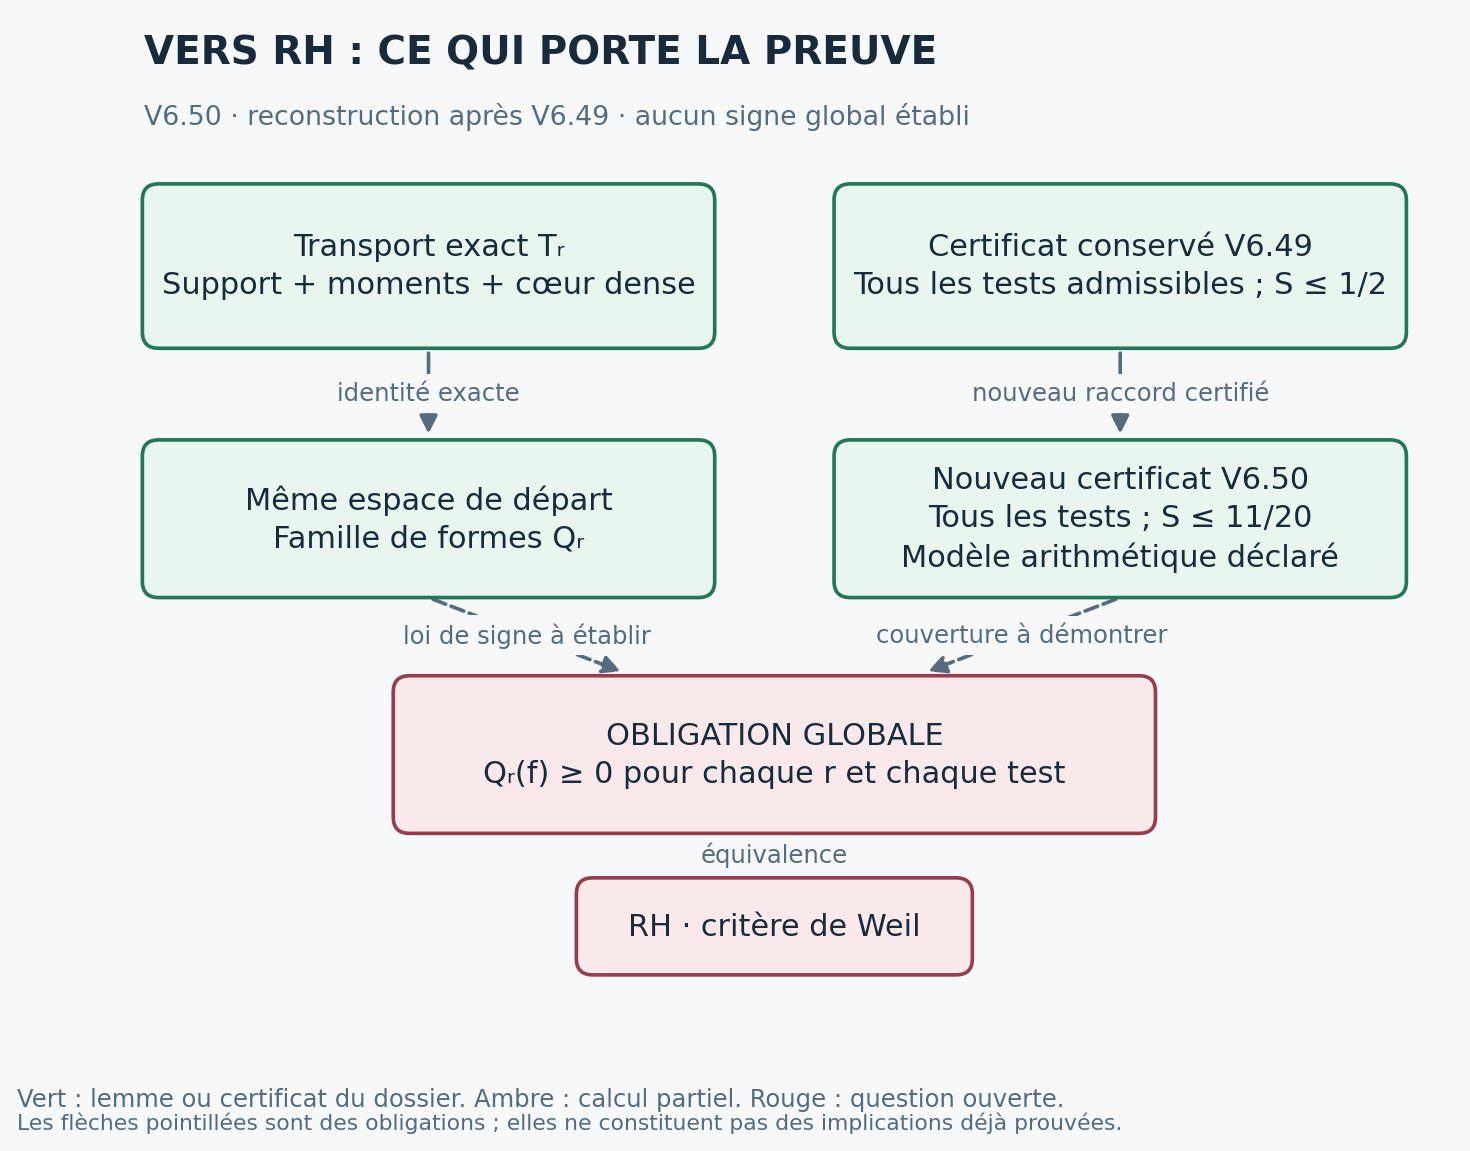 VERS RH : CE QUI PORTE LA PREUVE
V6.50 · reconstruction après V6.49 · aucun signe global établi
Transport exact Tᵣ
Support + moments + cœur dense
Certificat conservé V6.49
Tous les tests admissibles ; S ≤ 1/2
identité exacte
nouveau raccord certifié
Même espace de départ
Famille de formes Qᵣ
Nouveau certificat V6.50
Tous les tests ; S ≤ 11/20
Modèle arithmétique déclaré
loi de signe à établir
couverture à démontrer
OBLIGATION GLOBALE
Qᵣ(f) ≥ 0 pour chaque r et chaque test
équivalence
RH · critère de Weil
Vert : lemme ou certificat du dossier. Ambre : calcul partiel. Rouge : question ouverte.
Les flèches pointillées sont des obligations ; elles ne constituent pas des implications déjà prouvées.